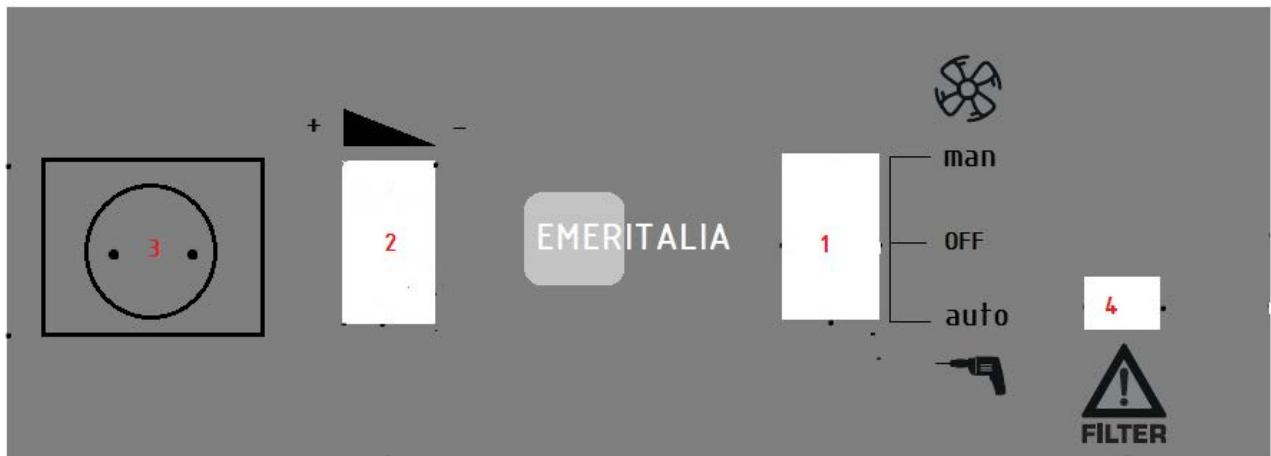 + –
man
3
2
EMERITALIA
1
OFF
4
auto
FILTER